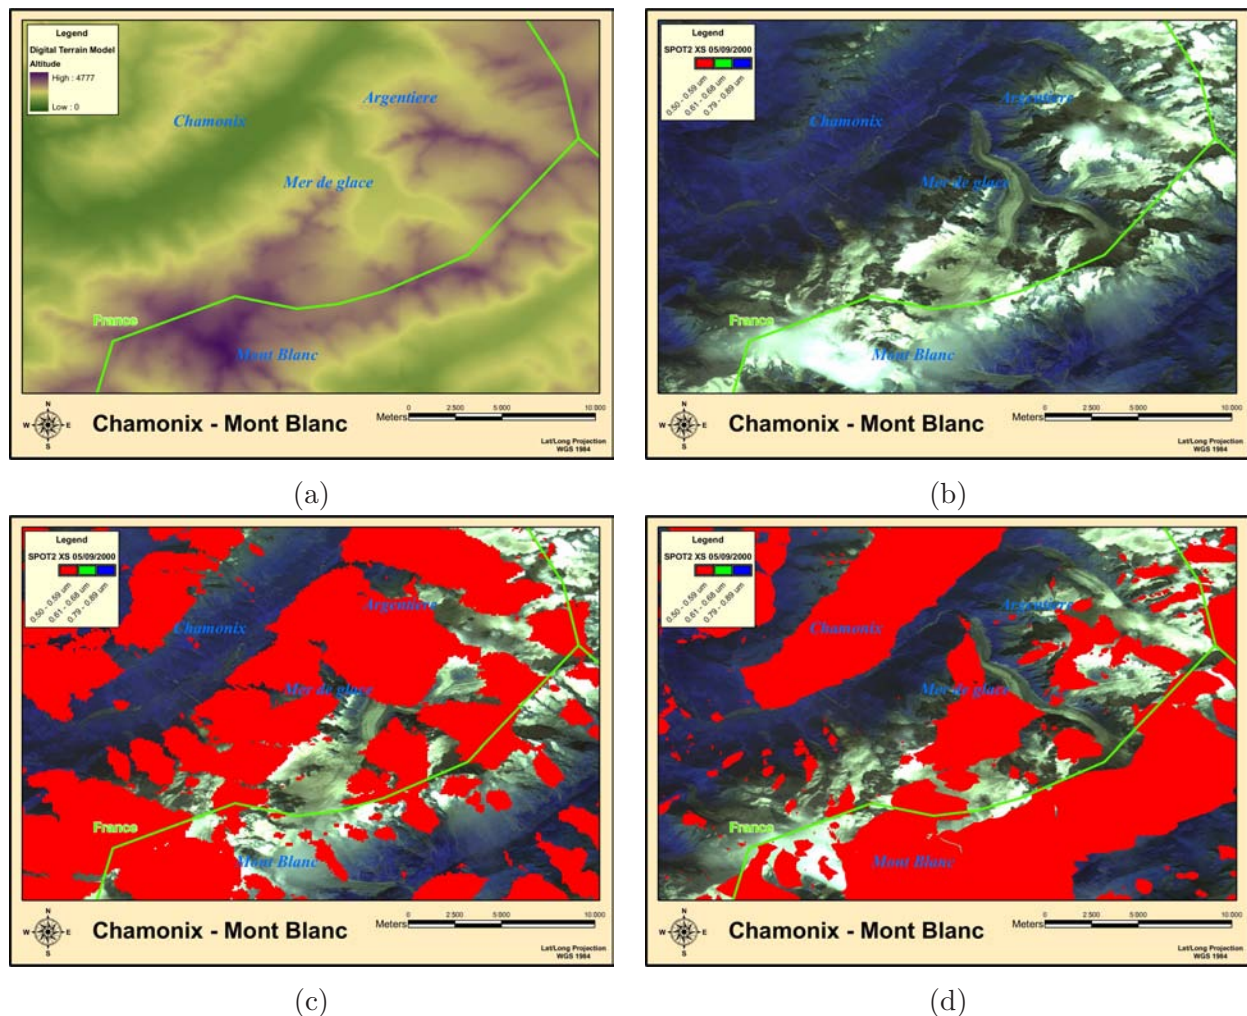 Legend
Digital Terrain Model
Altitude
High : 4777
Low : 0
Argentiere
Chamonix
Mer de glace
France
Mont Blanc
N
W E
S
Chamonix - Mont Blanc
0 2 500 5 000 10 000
Meters
Lat/Long Projection
WGS 1984
(a)
Legend
SPOT2 XS 05/09/2000
0.50 - 0.59 um
0.61 - 0.68 um
0.79 - 0.89 um
Argentiere
Chamonix
Mer de glace
France
Mont Blanc
N
W E
S
Chamonix - Mont Blanc
0 2 500 5 000 10 000
Meters
Lat/Long Projection
WGS 1984
(b)
Legend
SPOT2 XS 05/09/2000
0.50 - 0.59 um
0.61 - 0.68 um
0.79 - 0.89 um
Argentiere
Chamonix
Mer de glace
France
Mont Blanc
N
W E
S
Chamonix - Mont Blanc
0 2 500 5 000 10 000
Meters
Lat/Long Projection
WGS 1984
(c)
Legend
SPOT2 XS 05/09/2000
0.50 - 0.59 um
0.61 - 0.68 um
0.79 - 0.89 um
Argentiere
Chamonix
Mer de glace
France
Mont Blanc
N
W E
S
Chamonix - Mont Blanc
0 2 500 5 000 10 000
Meters
Lat/Long Projection
WGS 1984
(d)